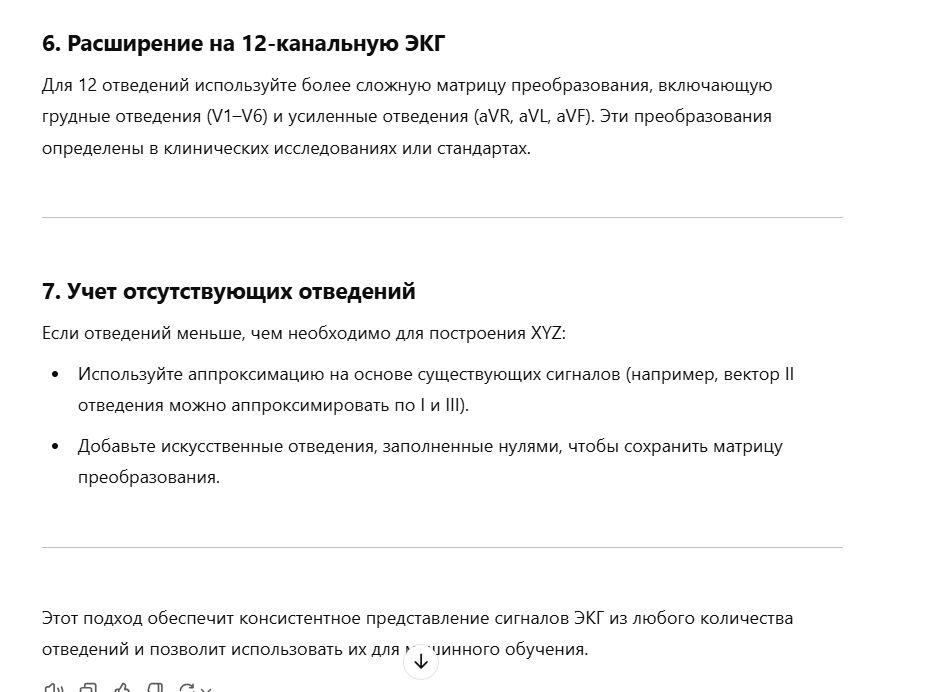 6. Расширение на 12-канальную ЭКГ
Для 12 отведений используйте более сложную матрицу преобразования, включающую
грудные отведения (V1–V6) и усиленные отведения (aVR, aVL, aVF). Эти преобразования
определены в клинических исследованиях или стандартах.
7. Учет отсутствующих отведений
Если отведений меньше, чем необходимо для построения XYZ:
• Используйте аппроксимацию на основе существующих сигналов (например, вектор II
отведения можно аппроксимировать по I и III).
• Добавьте искусственные отведения, заполненные нулями, чтобы сохранить матрицу
преобразования.
Этот подход обеспечит консистентное представление сигналов ЭКГ из любого количества
отведений и позволит использовать их для машинного обучения.